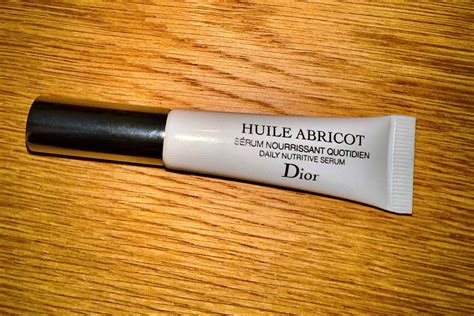 HUILE ABRICOT
SÉRUM NOURRISSANT QUOTIDIEN
DAILY NUTRITIVE SERUM
Dior